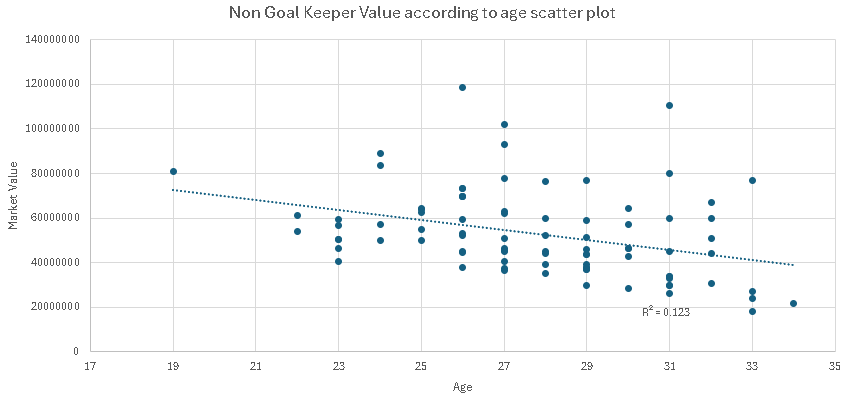 Non Goal Keeper Value according to age scatter plot
140000000
120000000
100000000
80000000
60000000
40000000
20000000
0
Market Value
R² = 0.123
17 19 21 23 25 27 29 31 33 35
Age